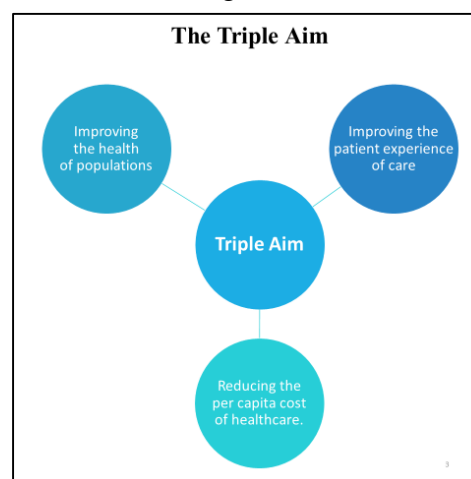 The Triple Aim
Improving
the health
of populations
Improving the
patient experience
of care
Triple Aim
Reducing the
per capita cost
of healthcare.
3